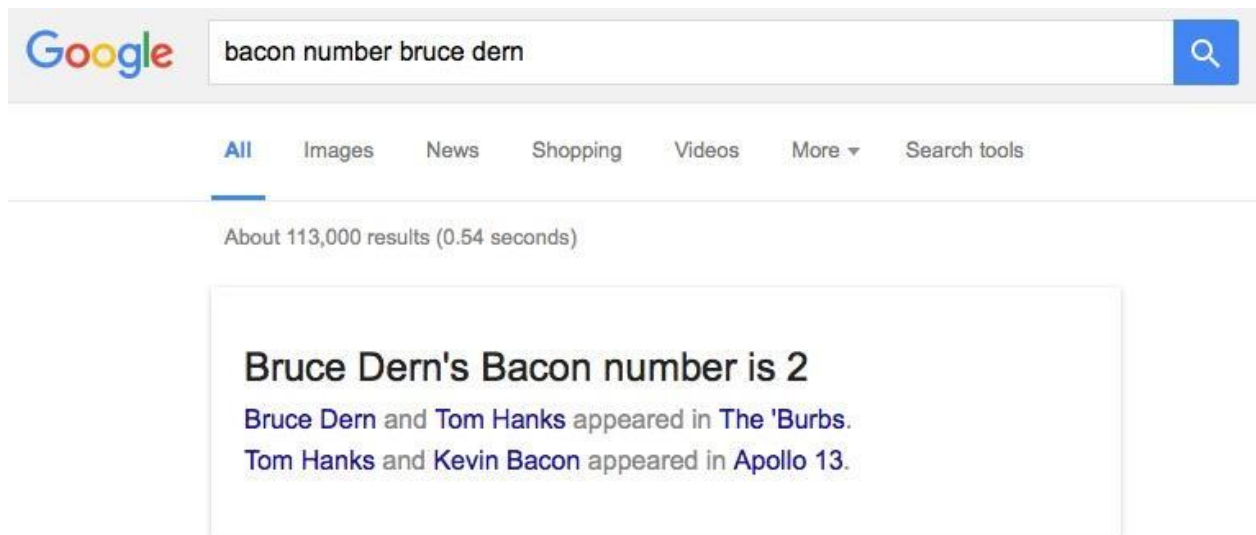 Google bacon number bruce dern
All Images News Shopping Videos More Search tools
About 113,000 results (0.54 seconds)
Bruce Dern's Bacon number is 2
Bruce Dern and Tom Hanks appeared in The 'Burbs.
Tom Hanks and Kevin Bacon appeared in Apollo 13.